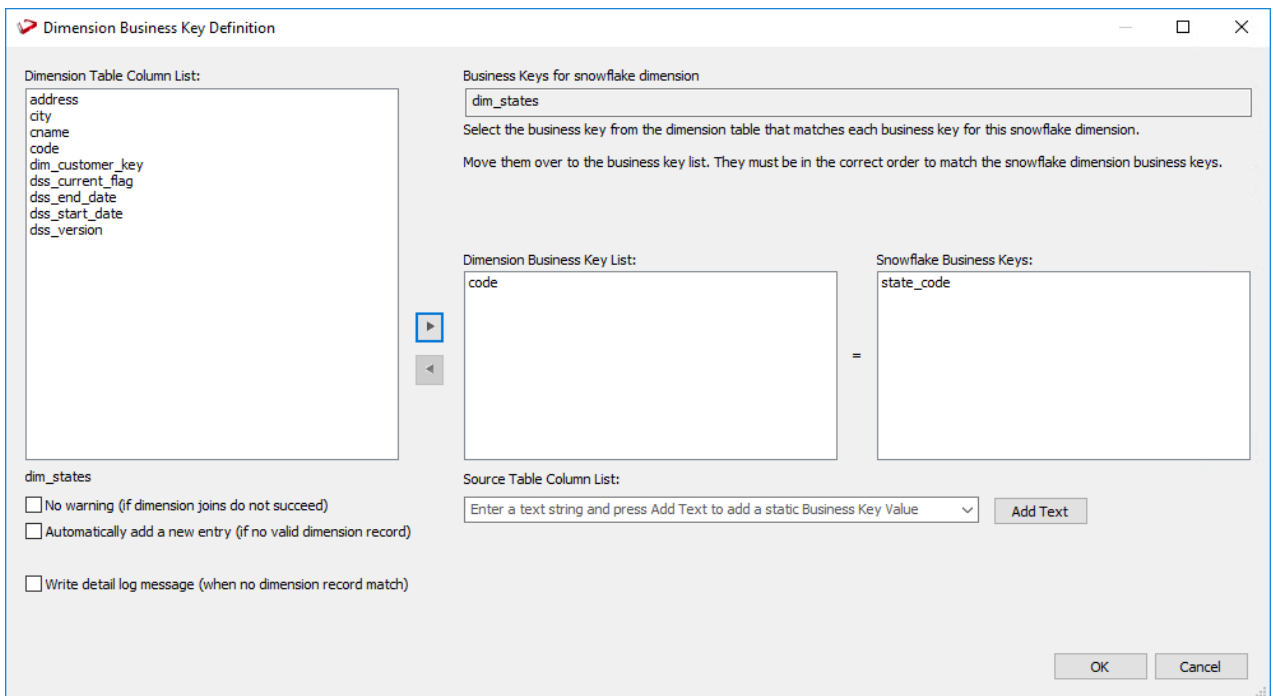 Dimension Business Key Definition
Dimension Table Column List:
address
city
cname
code
dim_customer_key
dss_current_flag
dss_end_date
dss_start_date
dss_version
Business Keys for snowflake dimension
dim_states
Select the business key from the dimension table that matches each business key for this snowflake dimension.
Move them over to the business key list. They must be in the correct order to match the snowflake dimension business keys.
Dimension Business Key List:
code
=
Snowflake Business Keys:
state_code
dim_states
No warning (if dimension joins do not succeed)
Automatically add a new entry (if no valid dimension record)
Write detail log message (when no dimension record match)
Source Table Column List:
Enter a text string and press Add Text to add a static Business Key Value
Add Text
OK
Cancel